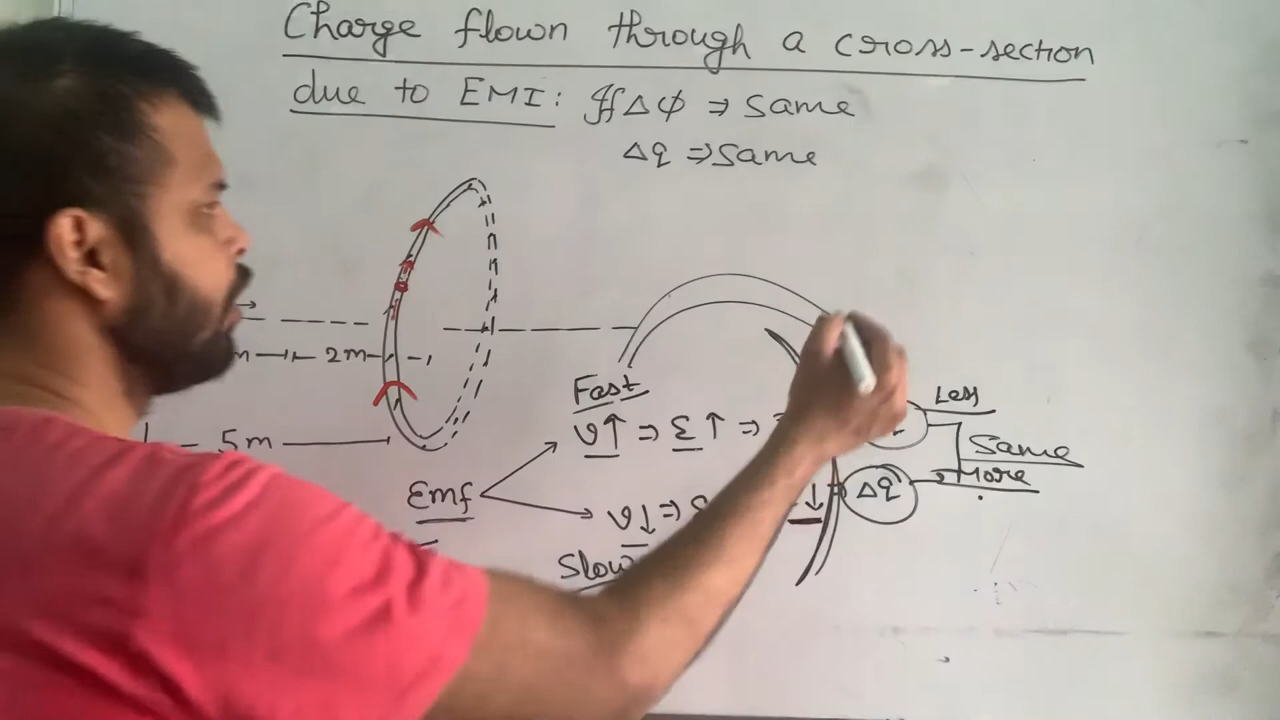 Charge flown through a cross-section
due to EMI: If Δφ ⇒ same
Δq ⇒ same
2m
5m
Fast
v↑ ⇒ ε↑ ⇒
Less
Same
More
Emf
v↓ ⇒
↓
Δq
Slow